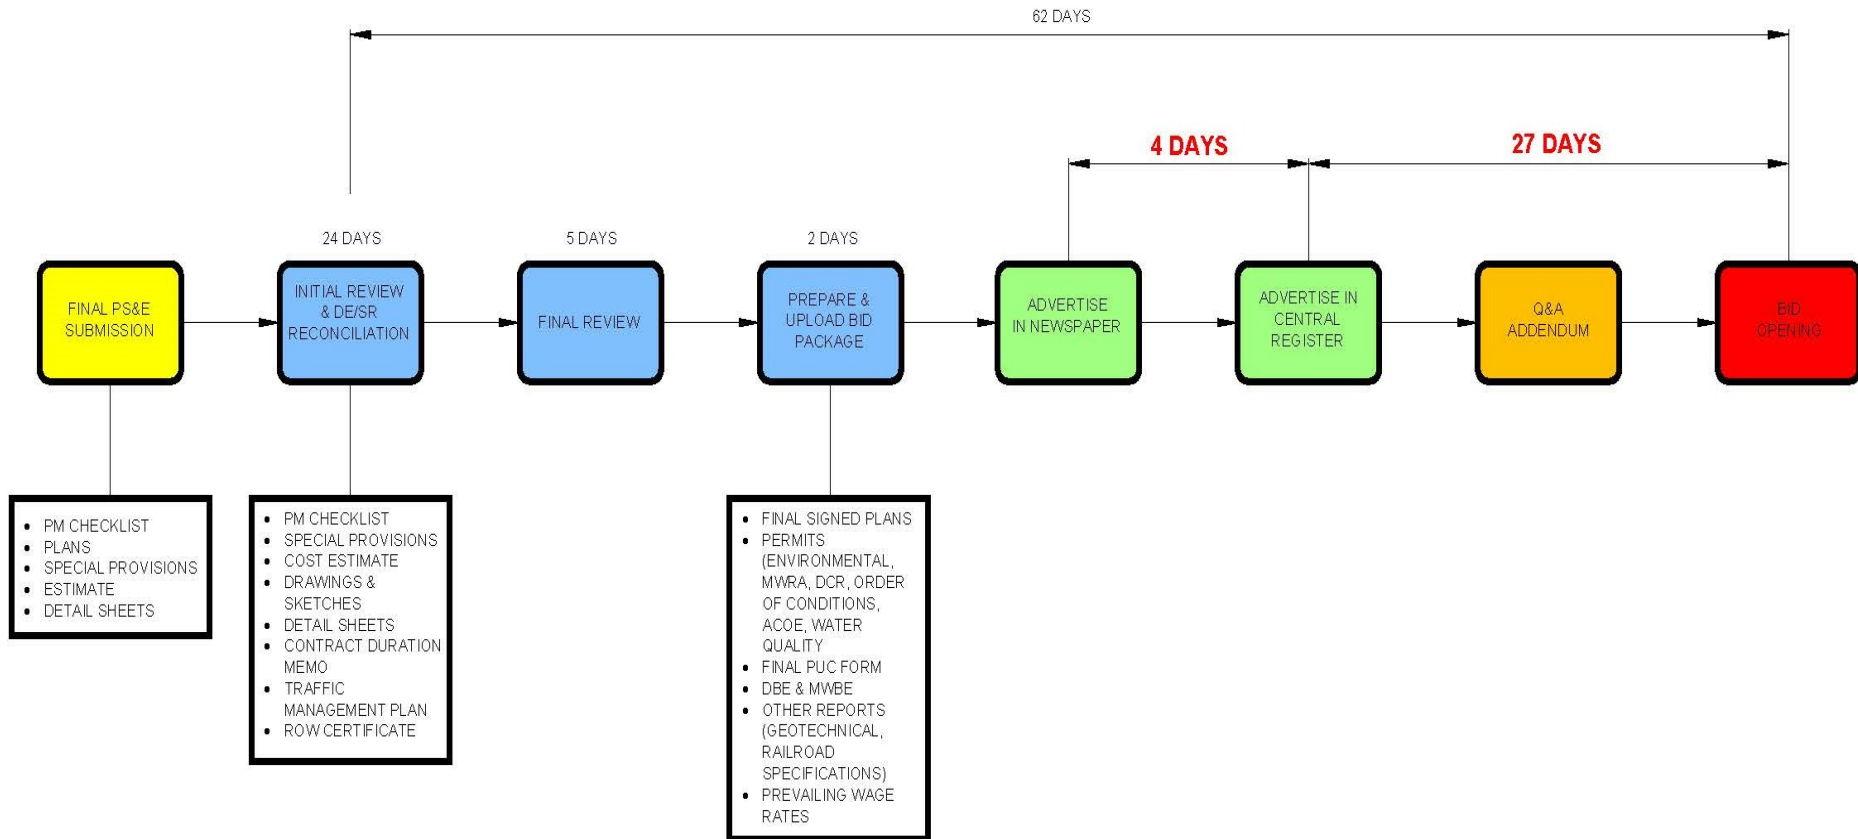 62 DAYS
4 DAYS
27 DAYS
24 DAYS
5 DAYS
2 DAYS
FINAL PS&E
SUBMISSION
INITIAL REVIEW
& DE/SR
RECONCILIATION
FINAL REVIEW
PREPARE &
UPLOAD BID
PACKAGE
ADVERTISE
IN NEWSPAPER
ADVERTISE IN
CENTRAL
REGISTER
Q&A
ADDENDUM
BID
OPENING
• PM CHECKLIST
• PLANS
• SPECIAL PROVISIONS
• ESTIMATE
• DETAIL SHEETS
• PM CHECKLIST
• SPECIAL PROVISIONS
• COST ESTIMATE
• DRAWINGS &
SKETCHES
• DETAIL SHEETS
• CONTRACT DURATION
MEMO
• TRAFFIC
MANAGEMENT PLAN
• ROW CERTIFICATE
• FINAL SIGNED PLANS
• PERMITS
(ENVIRONMENTAL,
MWRA, DCR, ORDER
OF CONDITIONS,
ACOE, WATER
QUALITY
• FINAL PUC FORM
• DBE & MWBE
• OTHER REPORTS
(GEOTECHNICAL,
RAILROAD
SPECIFICATIONS)
• PREVAILING WAGE
RATES